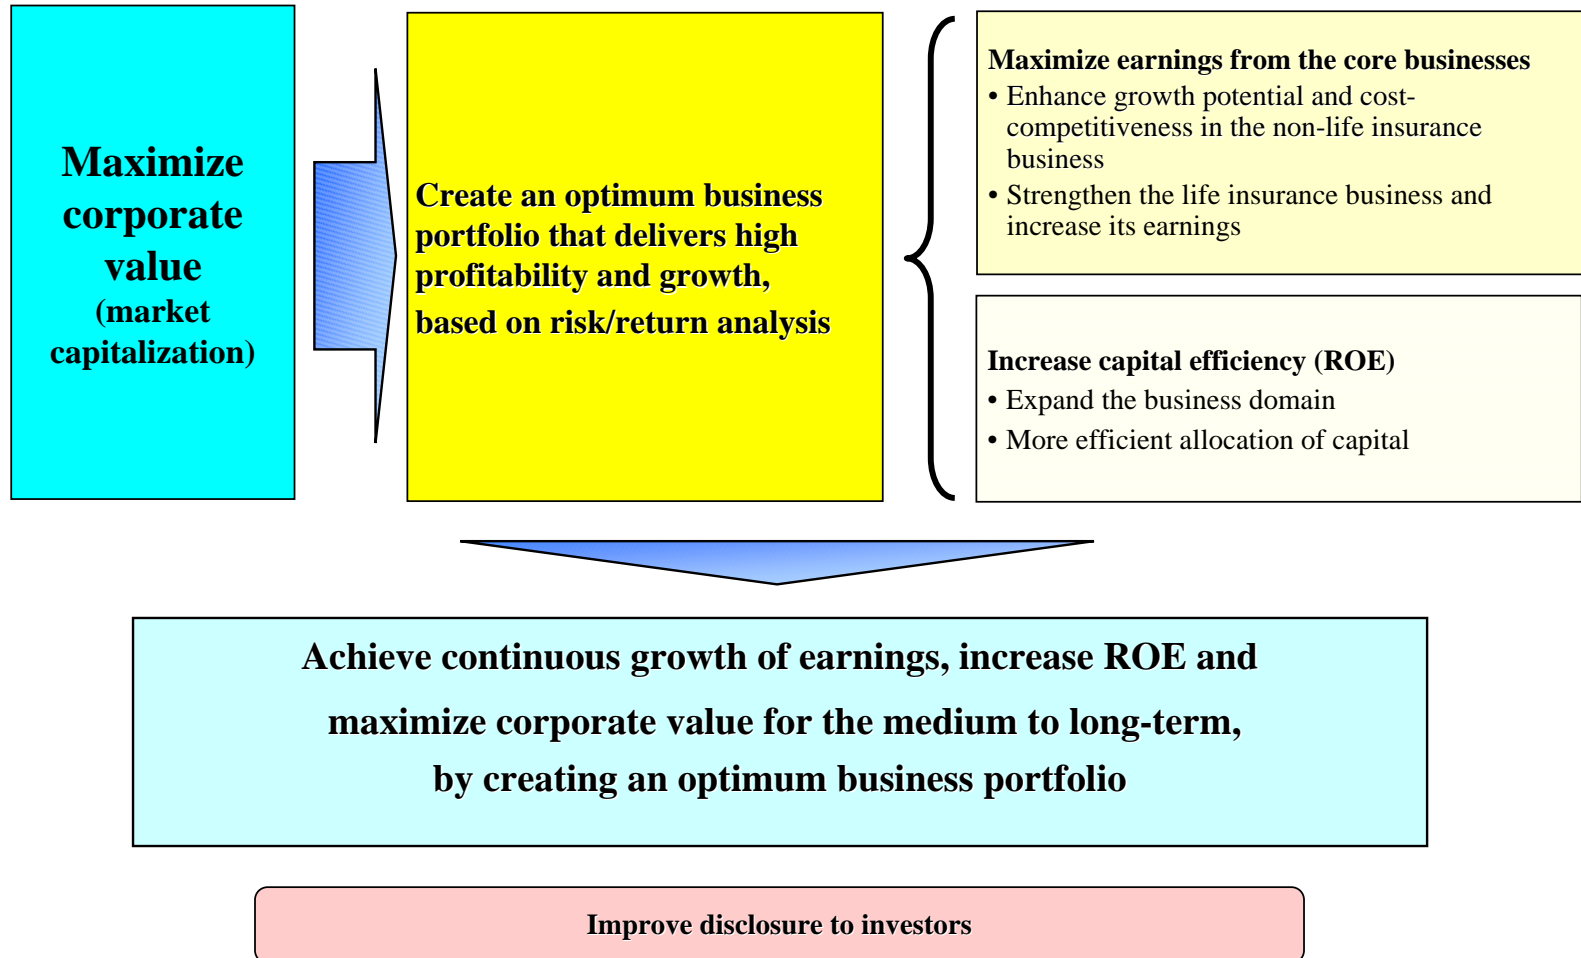 Maximize
corporate
value
(market
capitalization)
Create an optimum business
portfolio that delivers high
profitability and growth,
based on risk/return analysis
Maximize earnings from the core businesses
• Enhance growth potential and cost-
competitiveness in the non-life insurance
business
• Strengthen the life insurance business and
increase its earnings
Increase capital efficiency (ROE)
• Expand the business domain
• More efficient allocation of capital
Achieve continuous growth of earnings, increase ROE and
maximize corporate value for the medium to long-term,
by creating an optimum business portfolio
Improve disclosure to investors